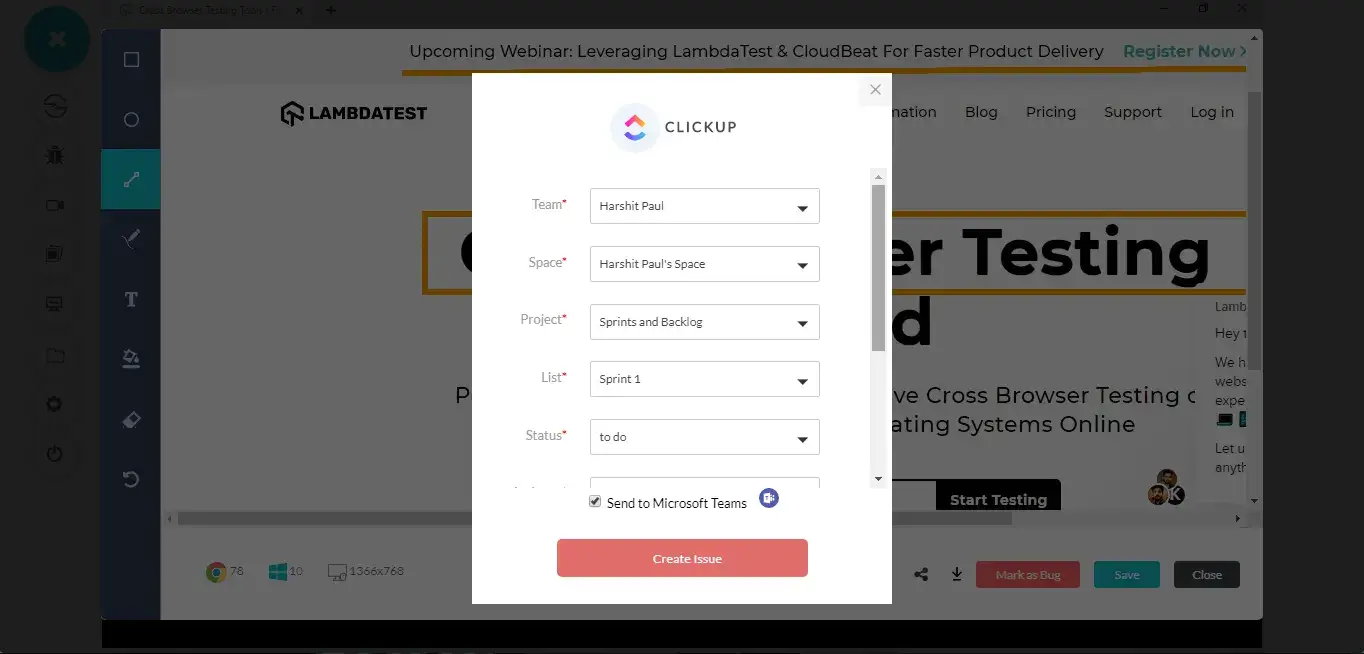 Cross Browser Testing Tool | F
Upcoming Webinar: Leveraging LambdaTest & CloudBeat For Faster Product Delivery Register Now >
LAMBDATEST
mation Blog Pricing Support Log in
CLICKUP
Team* Harshit Paul
Space* Harshit Paul's Space
Project* Sprints and Backlog
List* Sprint 1
Status* to do
Send to Microsoft Teams
Create Issue
er Testing
d
ve Cross Browser Testing
ating Systems Online
Start Testing
Lamb
Hey t
We h
webs
expe
Let u
anyth
K
T
78 10 1366x768
Mark as Bug Save Close